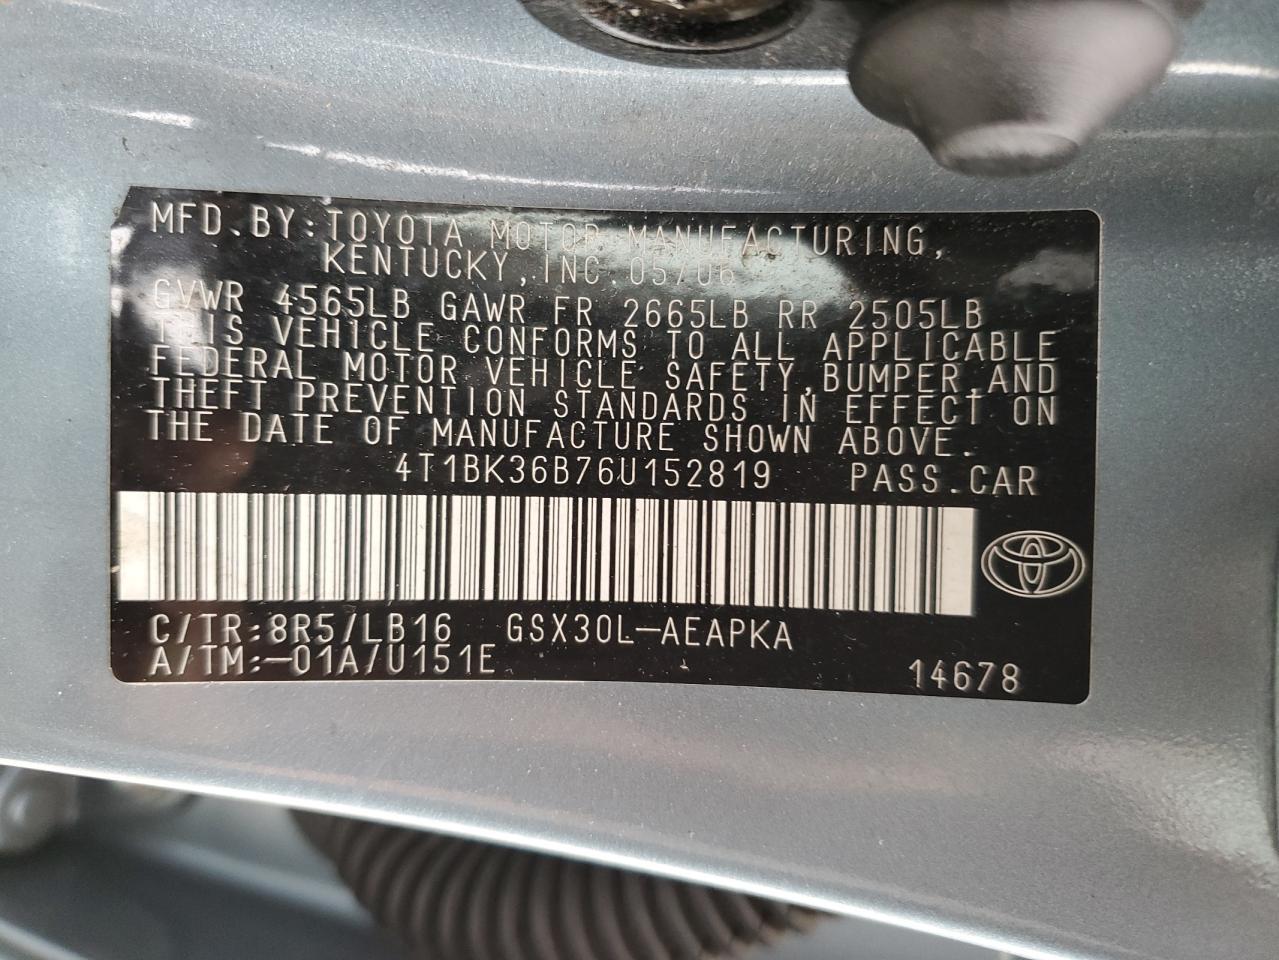 MFD.BY:TOYOTA MOTOR MANUFACTURING,
KENTUCKY,INC.05/06
GVWR 4565LB GAWR FR 2665LB RR 2505LB
THIS VEHICLE CONFORMS TO ALL APPLICABLE
FEDERAL MOTOR VEHICLE SAFETY,BUMPER,AND
THEFT PREVENTION STANDARDS IN EFFECT ON
THE DATE OF MANUFACTURE SHOWN ABOVE.
4T1BK36B76U152819 PASS.CAR
C/TR:8R5/LB16 GSX30L-AEAPKA
A/TM:-01A/U151E 14678